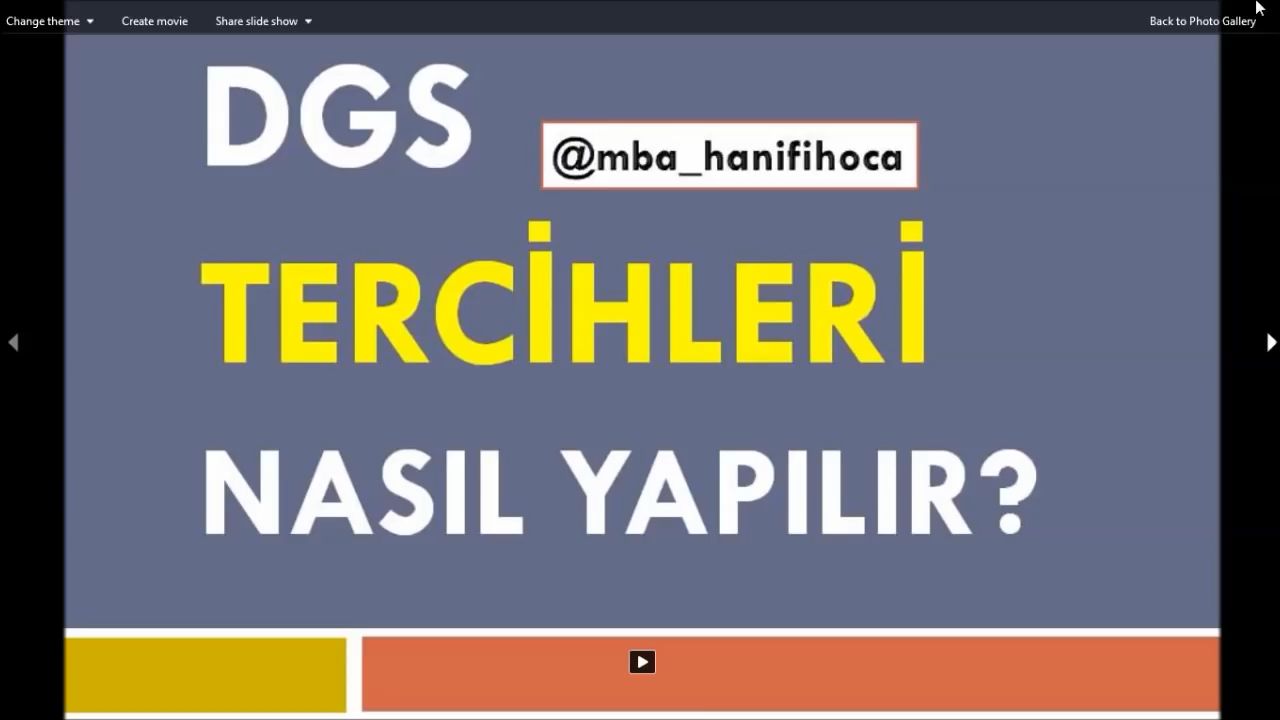 Change theme Create movie Share slide show Back to Photo Gallery
DGS
@mba_hanifihoca
TERCİHLERİ
NASIL YAPILIR?